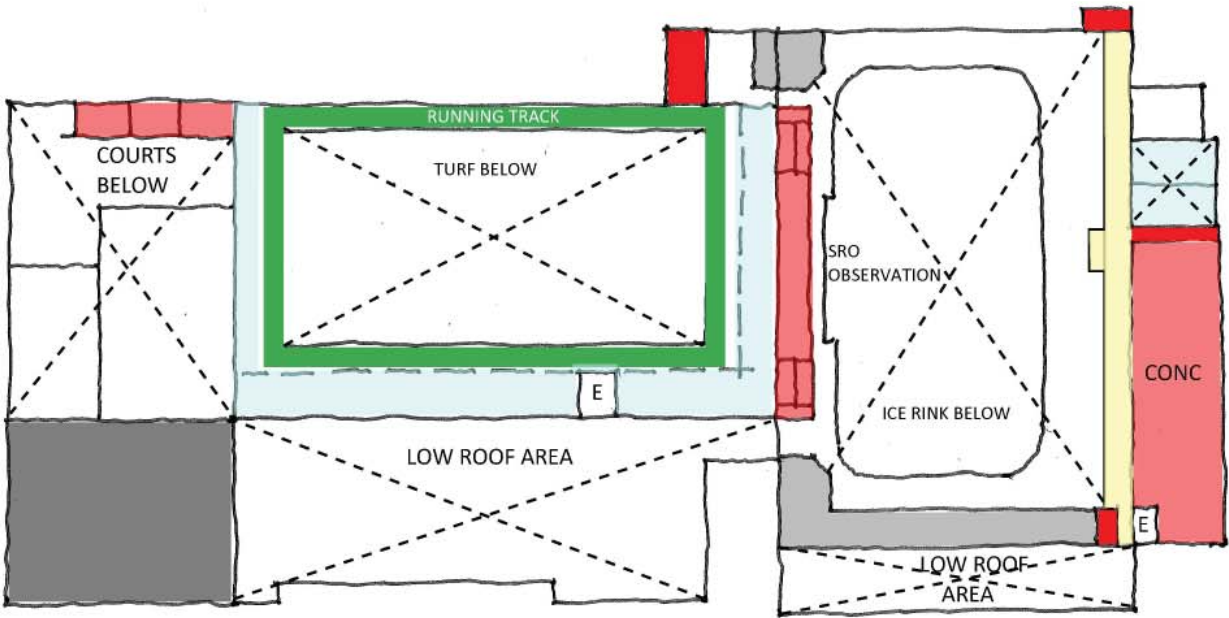 RUNNING TRACK
COURTS
BELOW
TURF BELOW
SRO
OBSERVATION
CONC
E
ICE RINK BELOW
LOW ROOF AREA
E
LOW ROOF
AREA